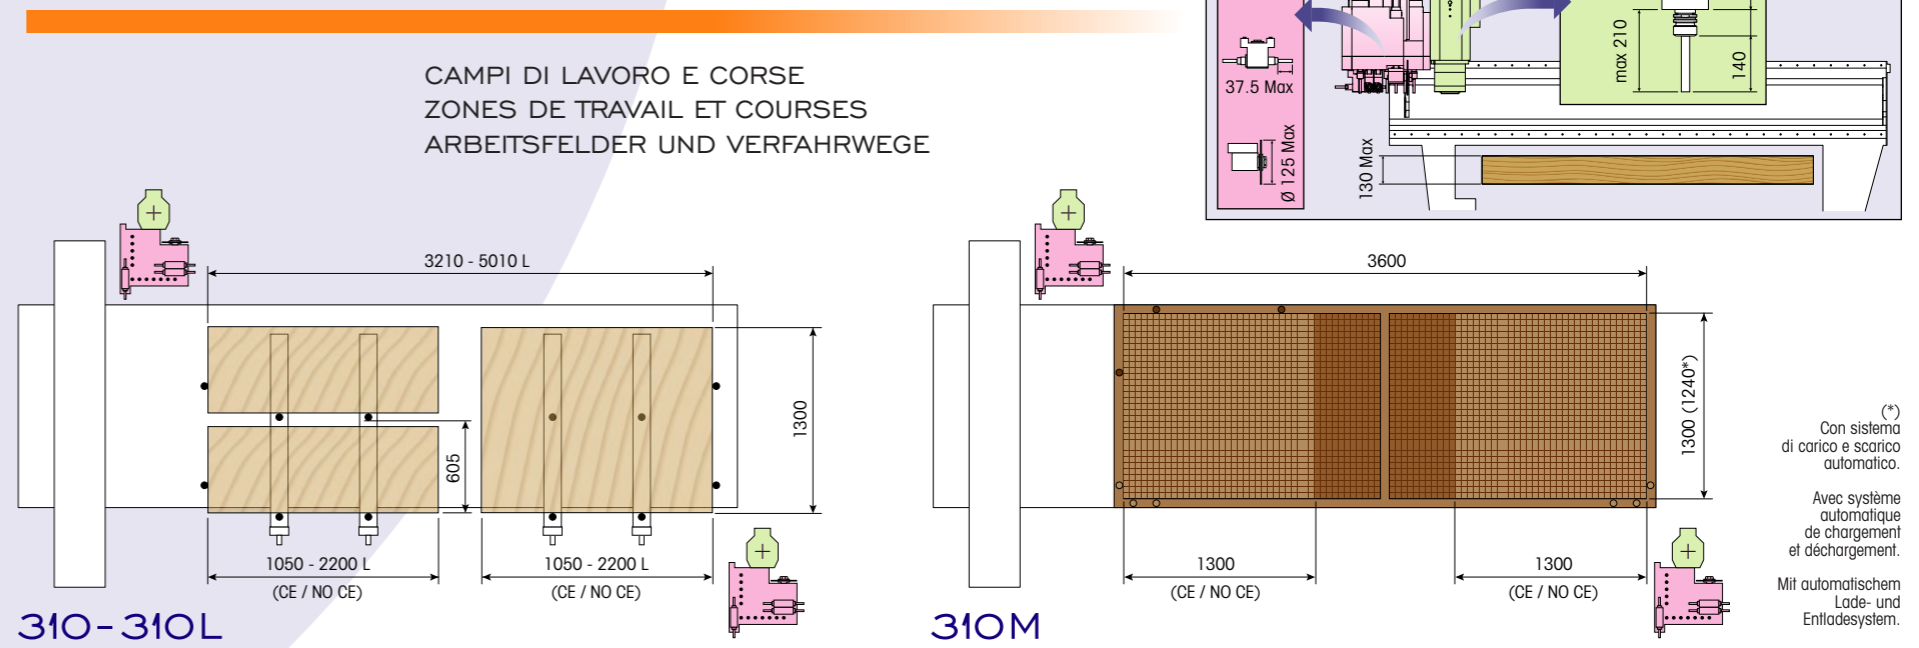 CAMPI DI LAVORO E CORSE
ZONES DE TRAVAIL ET COURSES
ARBEITSFELDER UND VERFAHRWEGE
37.5 Max
Ø 125 Max
max 210
140
130 Max
3210 - 5010 L
605
1300
1050 - 2200 L
(CE / NO CE)
1050 - 2200 L
(CE / NO CE)
310-310L
3600
1300 (1240*)
1300
(CE / NO CE)
1300
(CE / NO CE)
310M
(*)
Con sistema
di carico e scarico
automatico.
Avec système
automatique
de chargement
et déchargement.
Mit automatischem
Lade- und
Entladesystem.